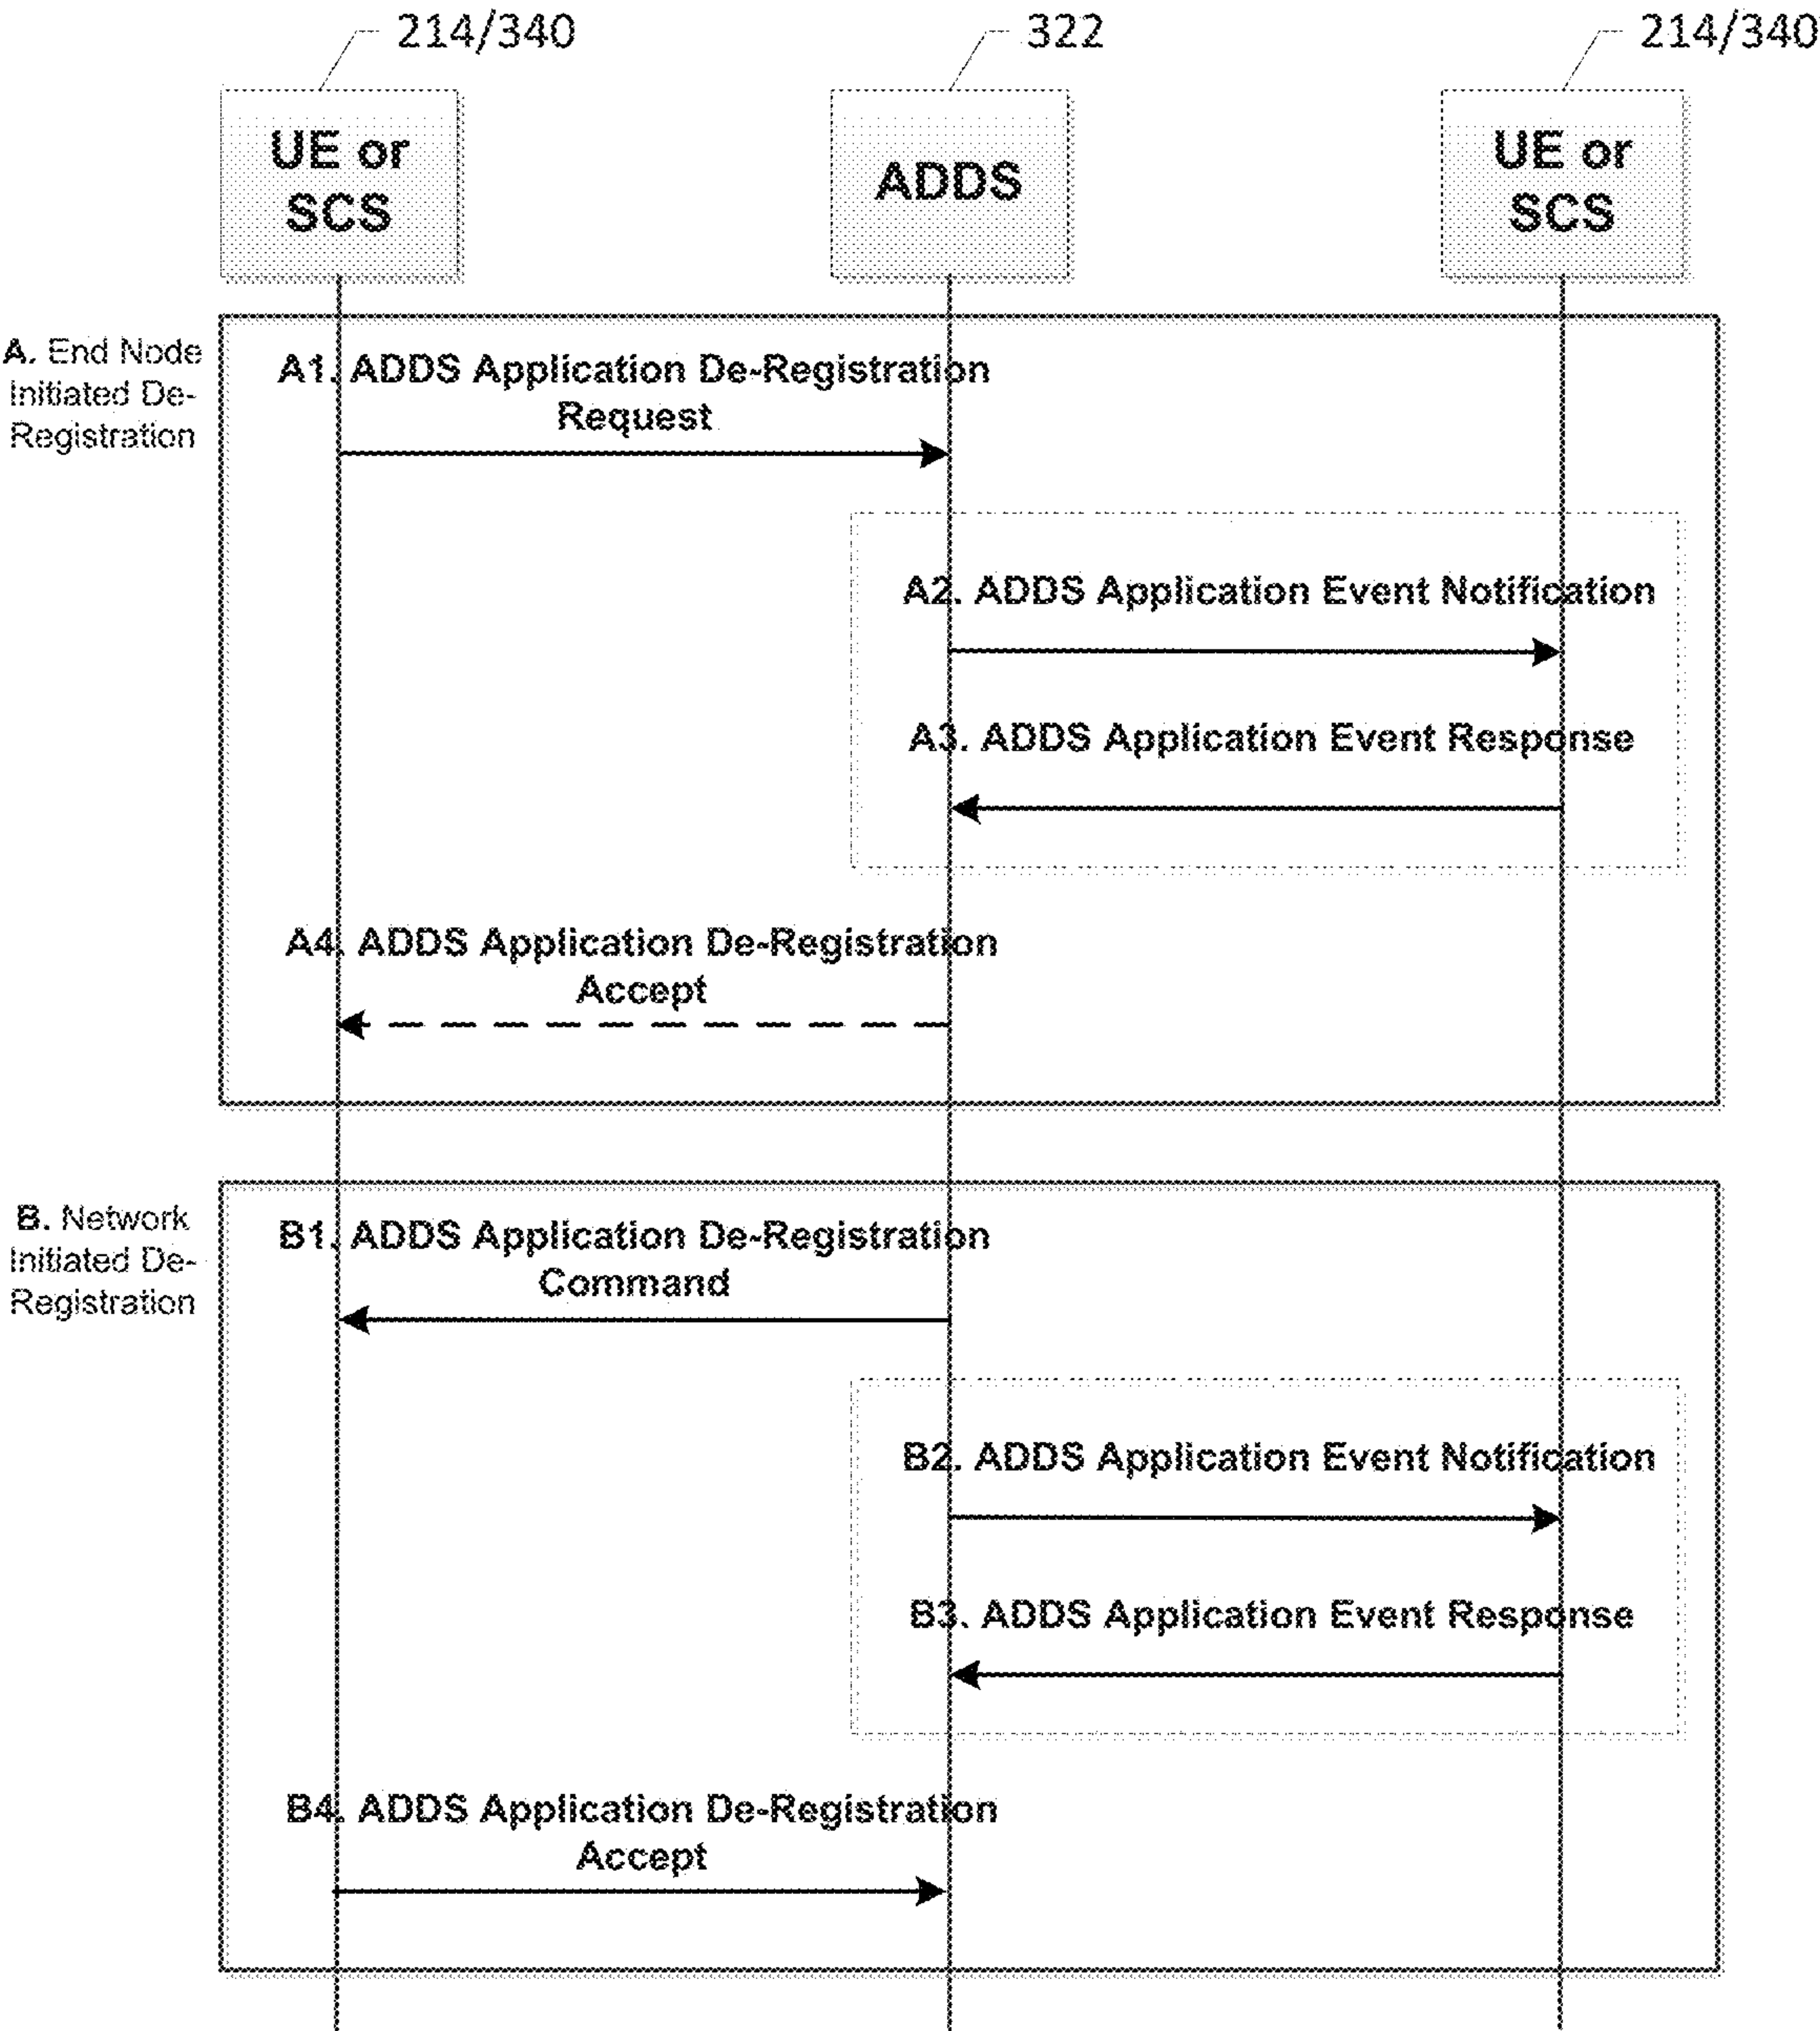 214/340
322
214/340
UE or
SCS
ADDS
UE or
SCS
A. End Node
Initiated De-
Registration
A1. ADDS Application De-Registration
Request
A2. ADDS Application Event Notification
A3. ADDS Application Event Response
A4. ADDS Application De-Registration
Accept
B. Network
Initiated De-
Registration
B1. ADDS Application De-Registration
Command
B2. ADDS Application Event Notification
B3. ADDS Application Event Response
B4. ADDS Application De-Registration
Accept